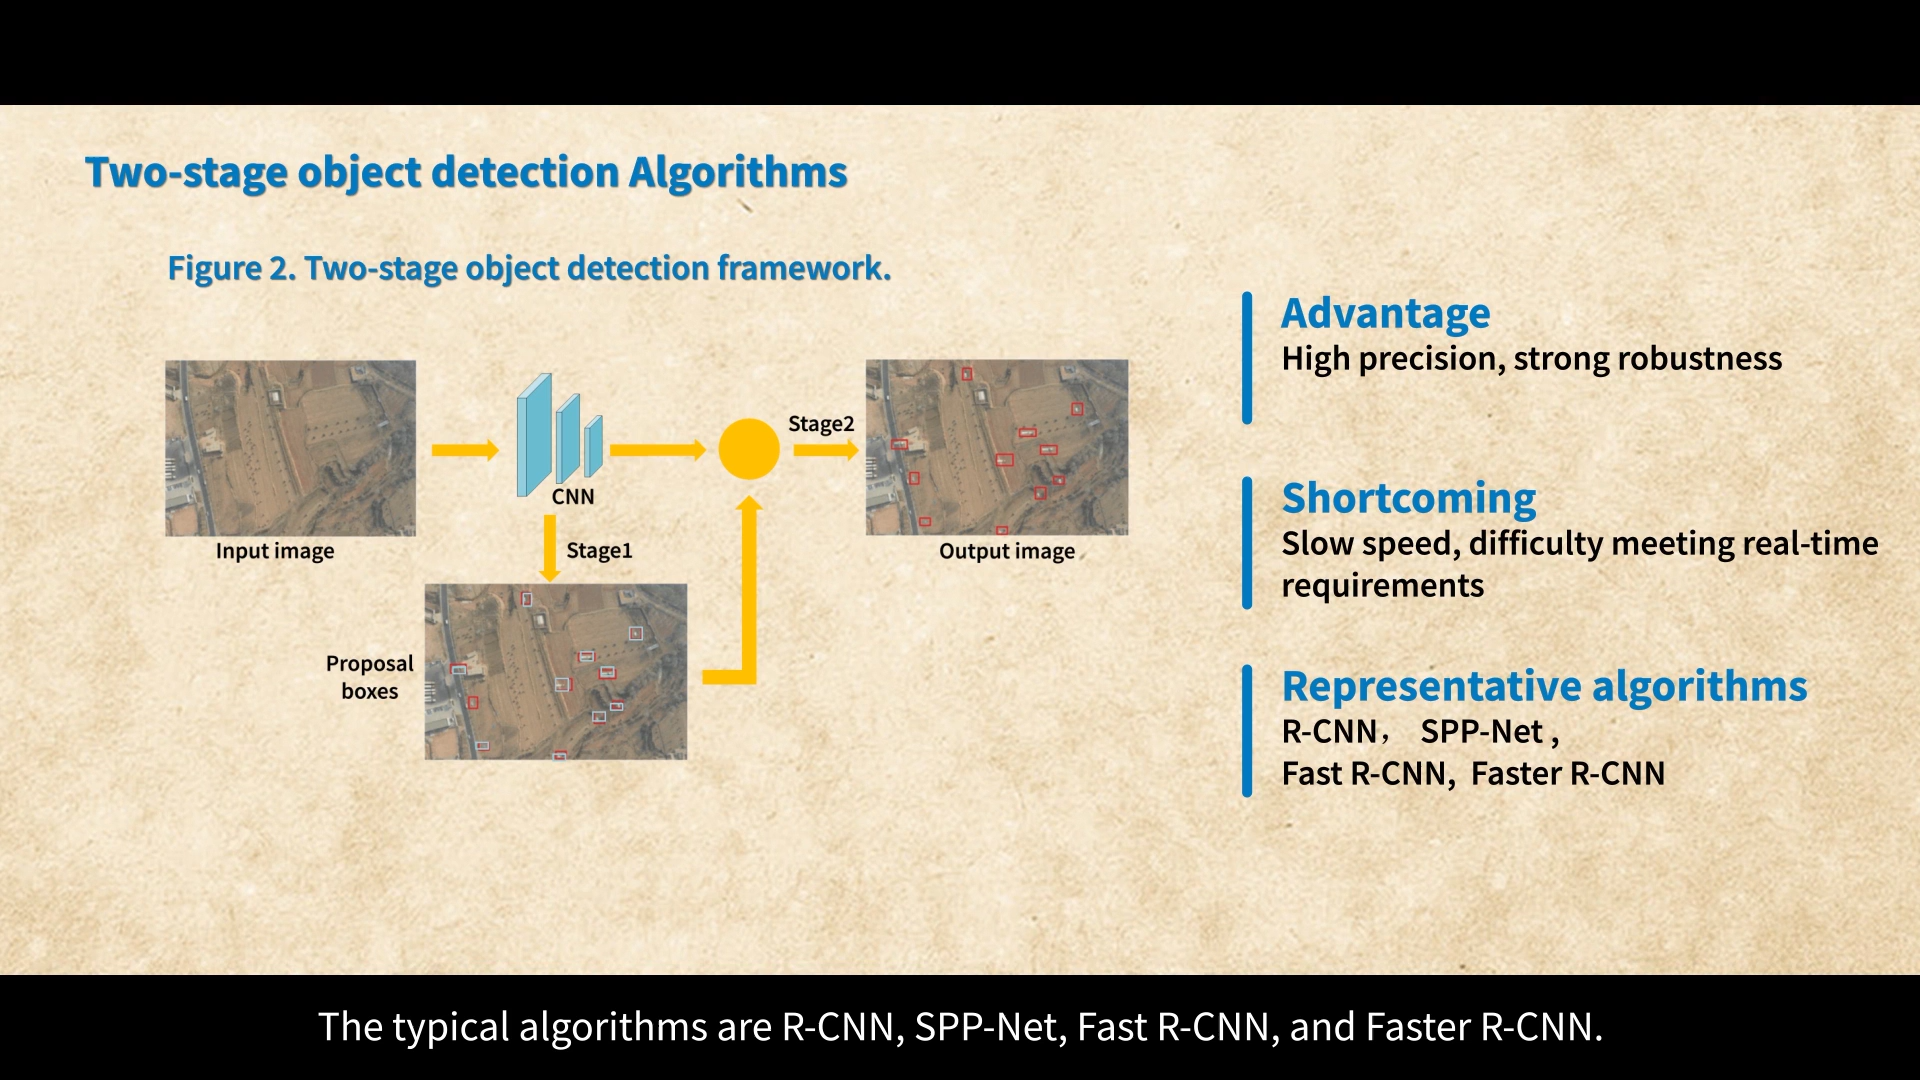 Two-stage object detection Algorithms
Figure 2. Two-stage object detection framework.
Input image
CNN
Stage1
Proposal
boxes
Stage2
Output image
Advantage
High precision, strong robustness
Shortcoming
Slow speed, difficulty meeting real-time
requirements
Representative algorithms
R-CNN， SPP-Net ,
Fast R-CNN, Faster R-CNN
The typical algorithms are R-CNN, SPP-Net, Fast R-CNN, and Faster R-CNN.